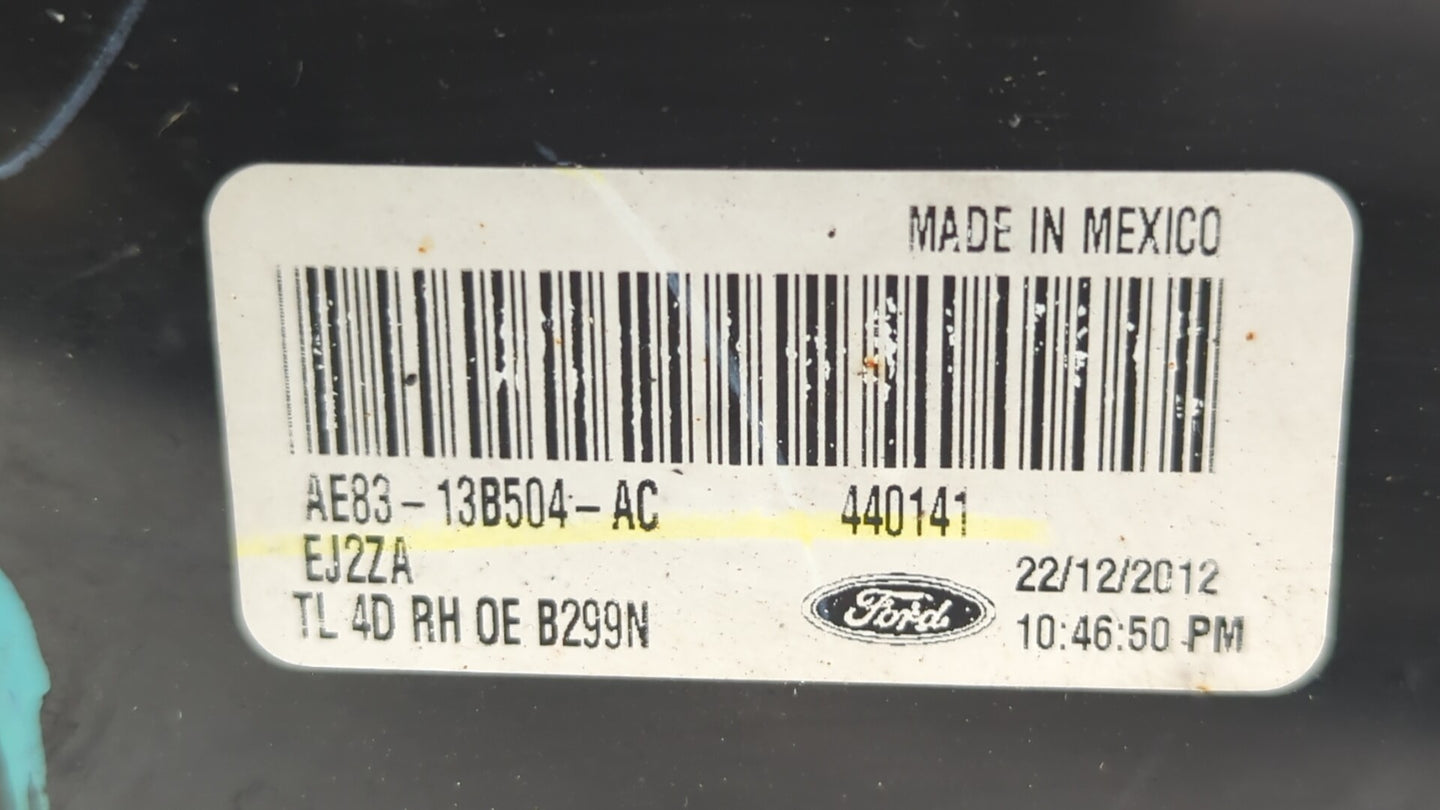 MADE IN MEXICO
AE83-13B504-AC 440141
EJ2ZA
TL 4D RH OE B299N
Ford
22/12/2012
10:46:50 PM